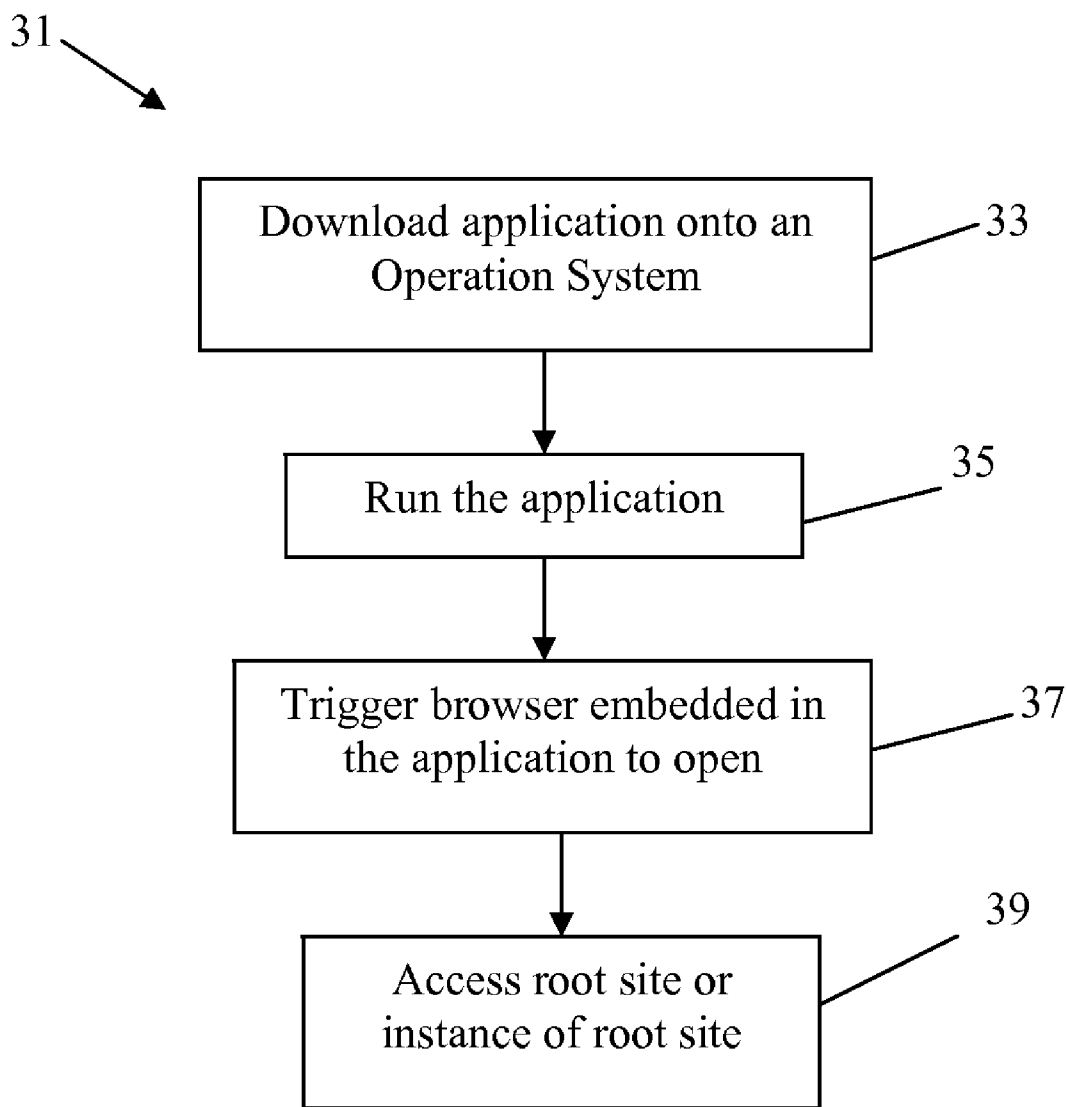 31
Download application onto an
Operation System
33
Run the application
35
Trigger browser embedded in
the application to open
37
Access root site or
instance of root site
39